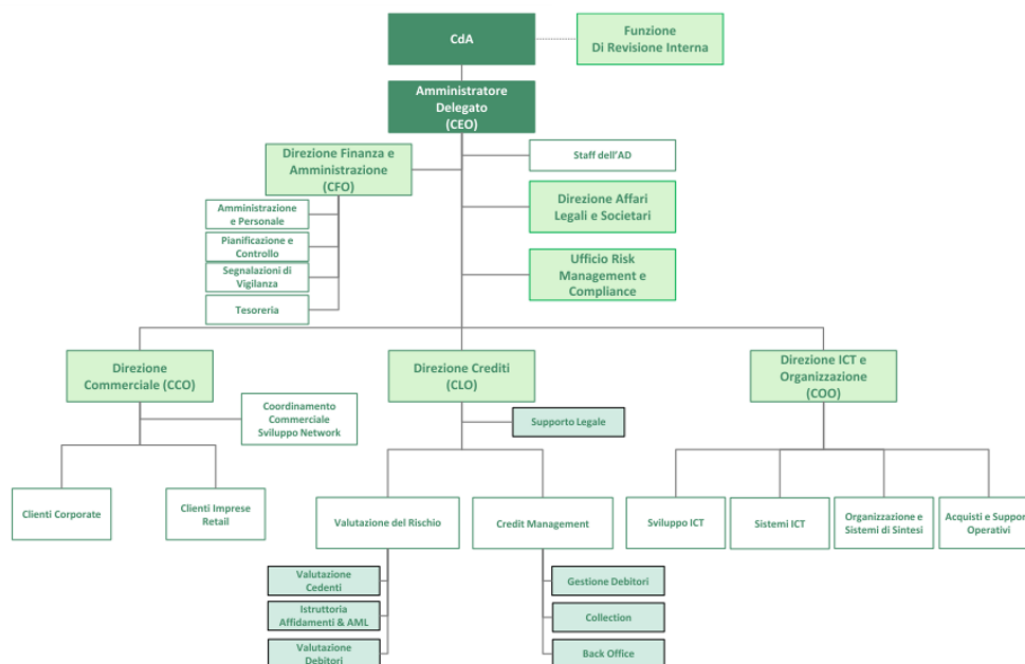 CdA
Funzione
Di Revisione Interna
Amministratore
Delegato
(CEO)
Direzione Finanza e
Amministrazione
(CFO)
Staff dell'AD
Amministrazione
e Personale
Direzione Affari
Legali e Societari
Pianificazione e
Controllo
Segnalazioni di
Vigilanza
Ufficio Risk
Management e
Compliance
Tesoreria
Direzione
Commerciale (CCO)
Direzione Crediti
(CLO)
Direzione ICT e
Organizzazione
(COO)
Coordinamento
Commerciale
Sviluppo Network
Supporto Legale
Clienti Corporate
Clienti Imprese
Retail
Valutazione del Rischio
Credit Management
Sviluppo ICT
Sistemi ICT
Organizzazione e
Sistemi di Sintesi
Acquisti e Support
Operativi
Valutazione
Cedenti
Istruttoria
Affidamenti & AML
Valutazione
Debitori
Gestione Debitori
Collection
Back Office